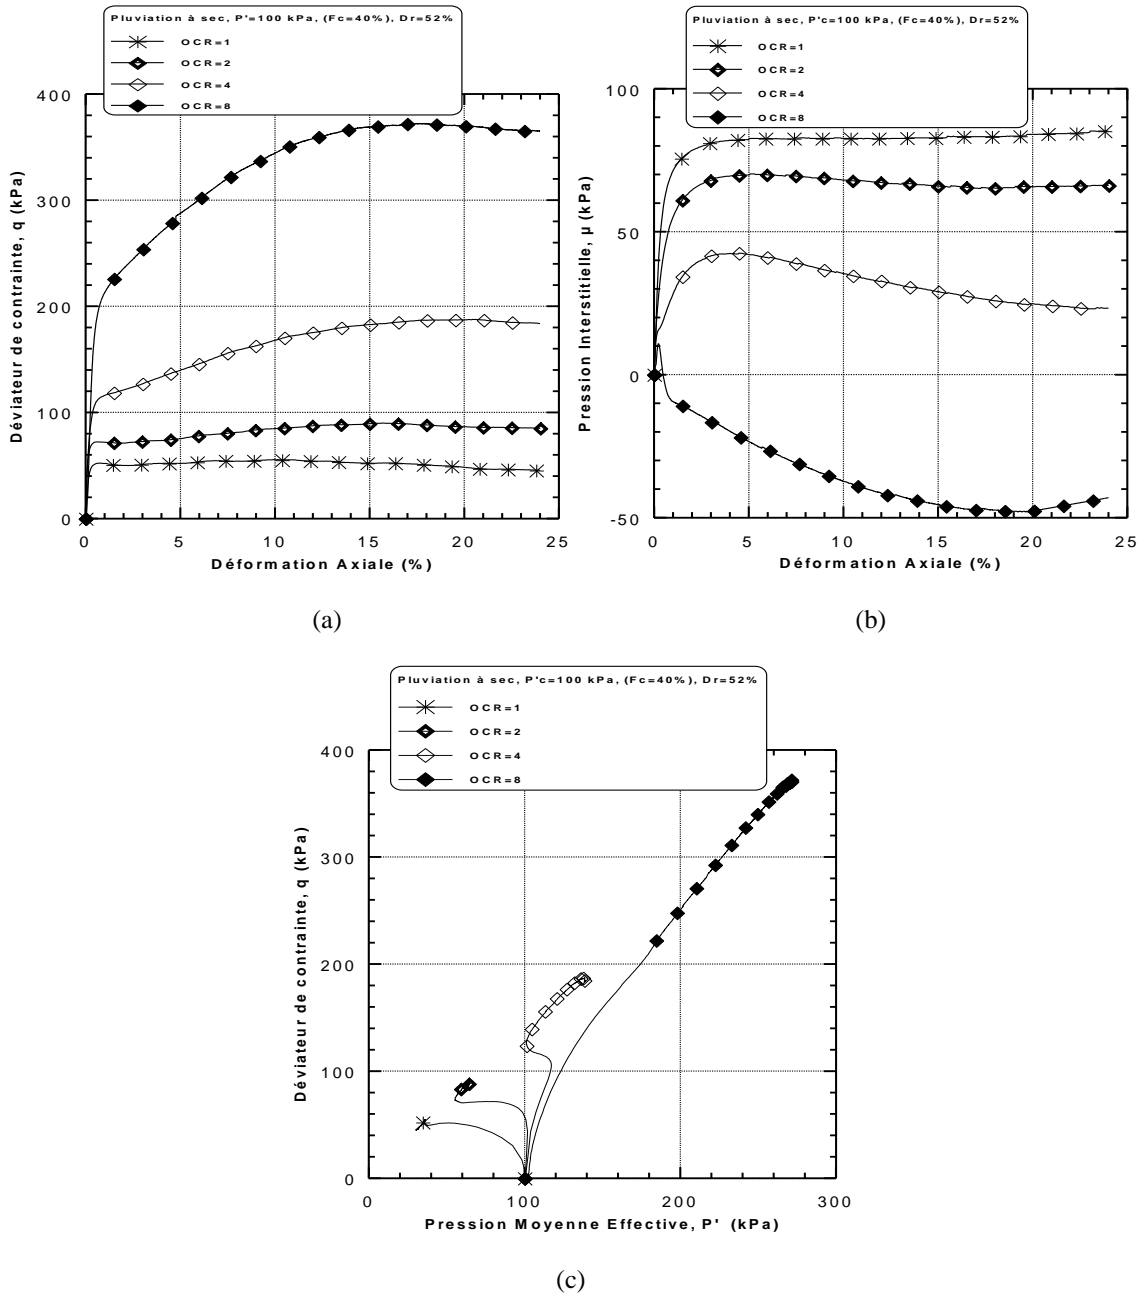 Pluviation à sec, P'=100 kPa, (Fc=40%), Dr=52%
OCR=1
OCR=2
OCR=4
OCR=8
400
300
200
100
0
Déviateur de contrainte, q (kPa)
0 5 10 15 20 25
Déformation Axiale (%)
(a)
Pluviation à sec, P'c=100 kPa, (Fc=40%), Dr=52%
OCR=1
OCR=2
OCR=4
OCR=8
100
50
0
-50
Pression Interstitielle, µ (kPa)
0 5 10 15 20 25
Déformation Axiale (%)
(b)
Pluviation à sec, P'c=100 kPa, (Fc=40%), Dr=52%
OCR=1
OCR=2
OCR=4
OCR=8
400
300
200
100
0
Déviateur de contrainte, q (kPa)
0 100 200 300
Pression Moyenne Effective, P' (kPa)
(c)